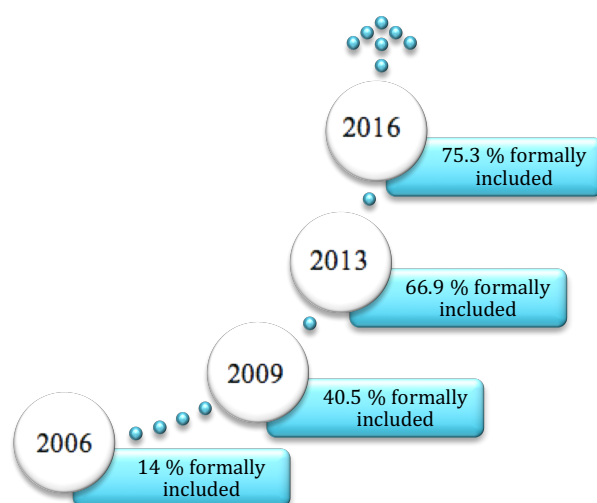 2016
75.3 % formally
included
2013
66.9 % formally
included
2009
40.5 % formally
included
2006
14 % formally
included